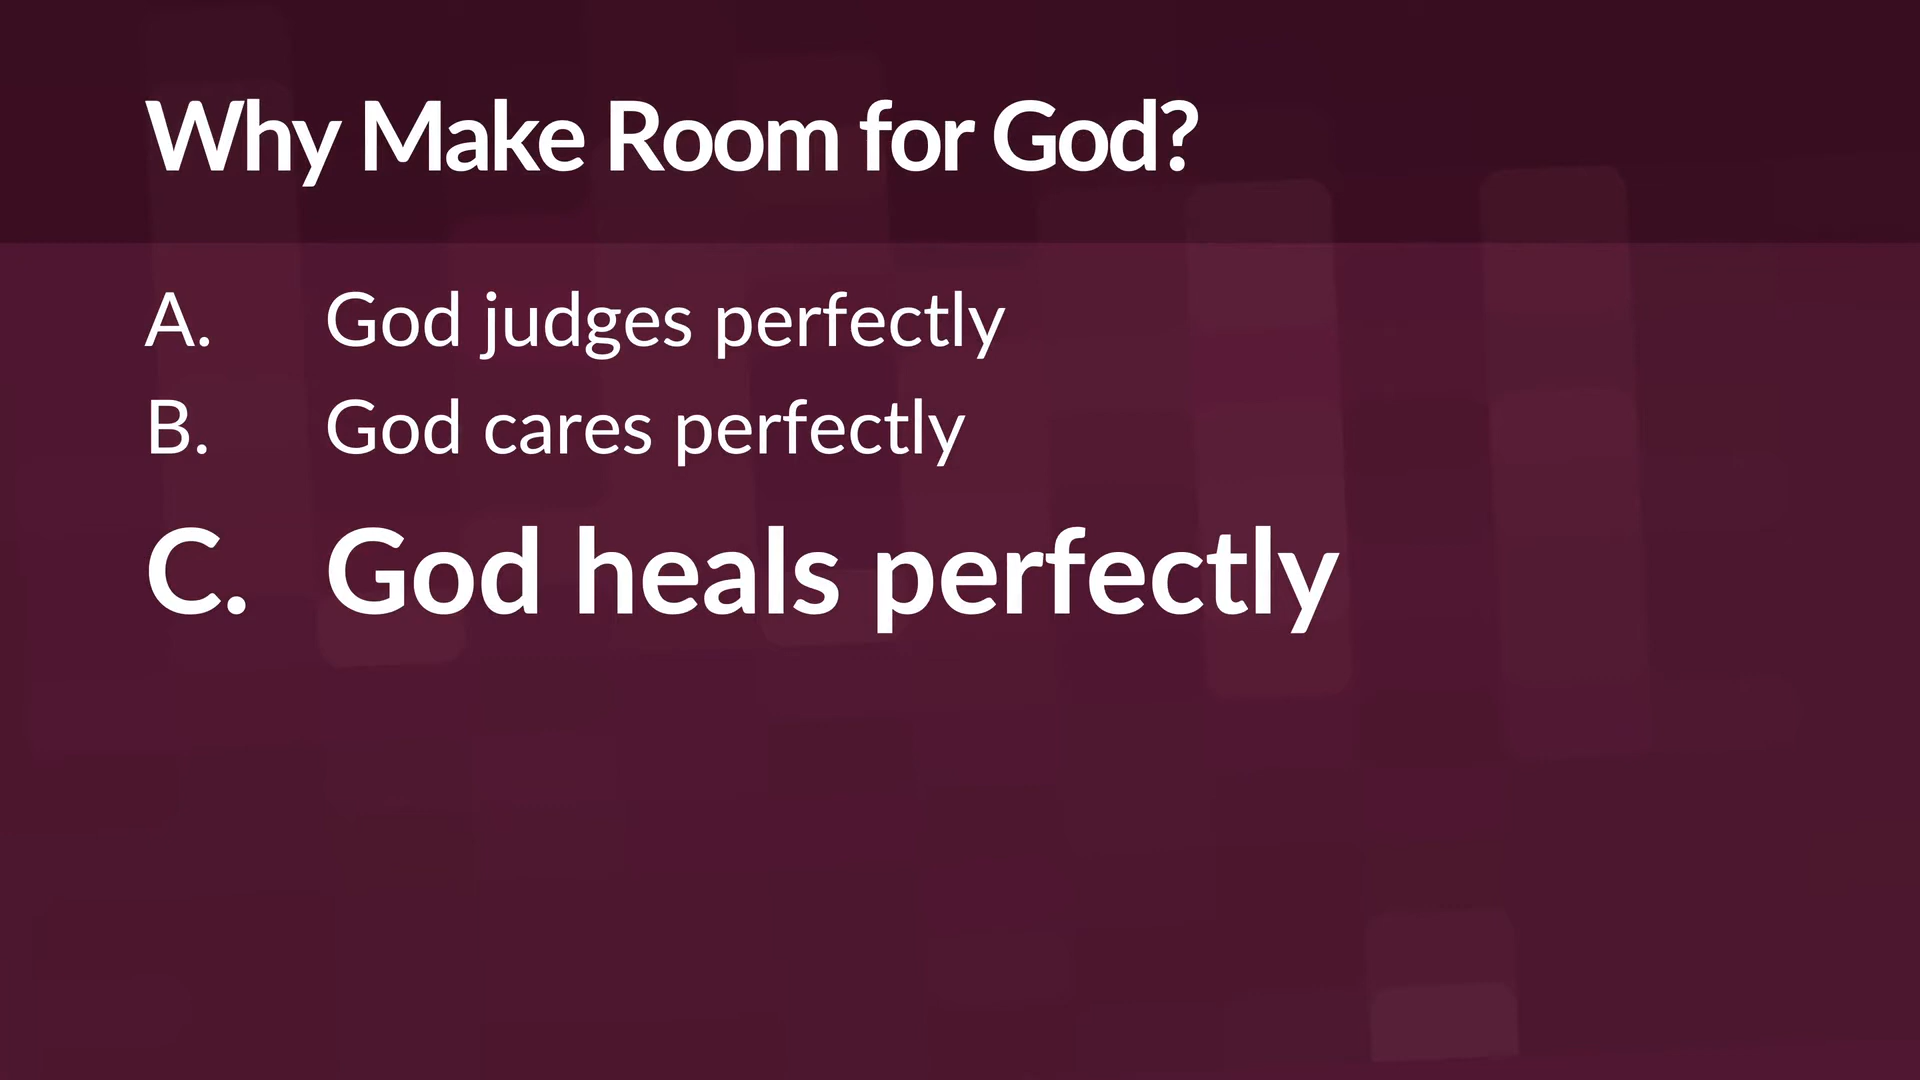 Why Make Room for God?
A. God judges perfectly
B. God cares perfectly
C. God heals perfectly